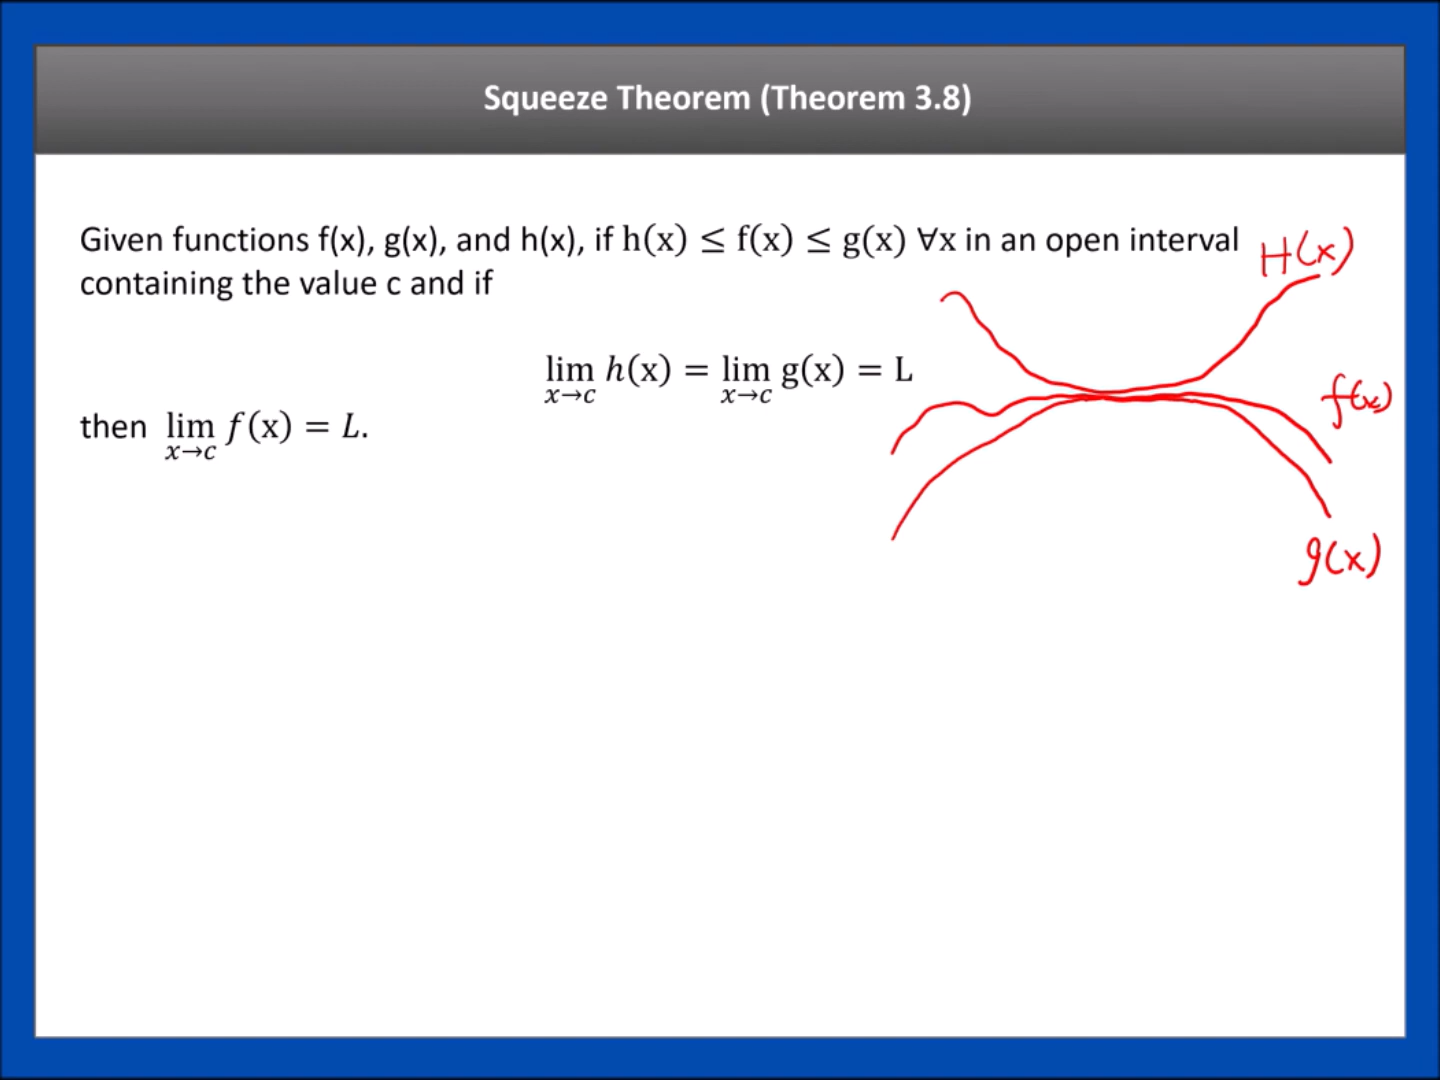 Squeeze Theorem (Theorem 3.8)
Given functions f(x), g(x), and h(x), if h(x) ≤ f(x) ≤ g(x) ∀x in an open interval
containing the value c and if
lim h(x) = lim g(x) = L
x→c x→c
then lim f(x) = L.
x→c
H(x)
f(x)
g(x)